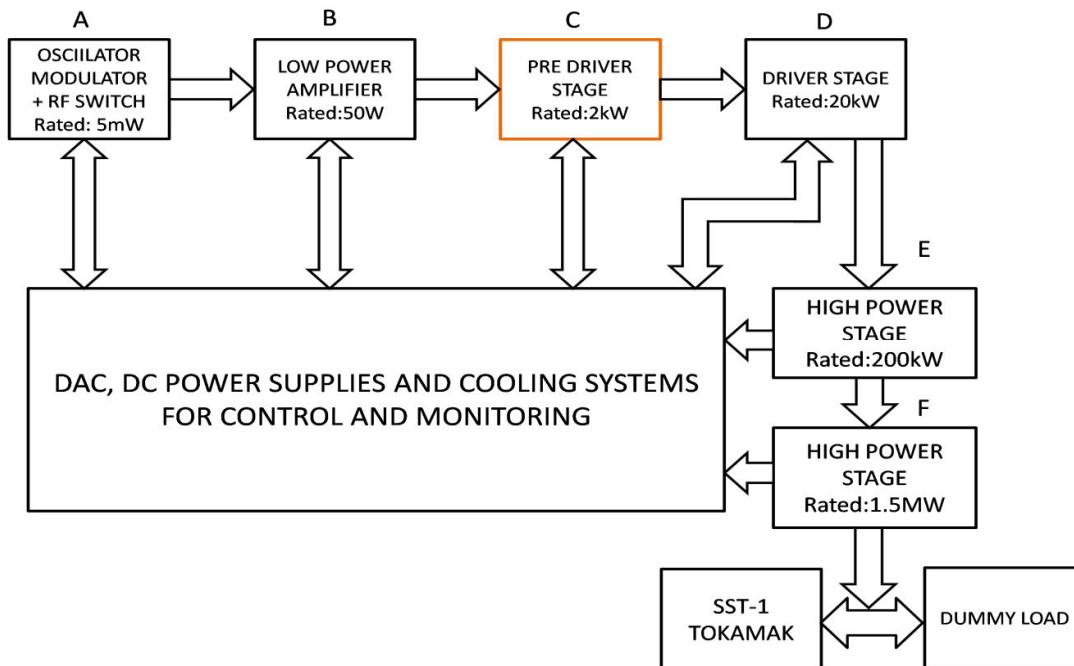 A
OSCIILATOR
MODULATOR
+ RF SWITCH
Rated: 5mW
B
LOW POWER
AMPLIFIER
Rated:50W
C
PRE DRIVER
STAGE
Rated:2kW
D
DRIVER STAGE
Rated:20kW
E
HIGH POWER
STAGE
Rated:200kW
DAC, DC POWER SUPPLIES AND COOLING SYSTEMS
FOR CONTROL AND MONITORING
F
HIGH POWER
STAGE
Rated:1.5MW
SST-1
TOKAMAK
DUMMY LOAD